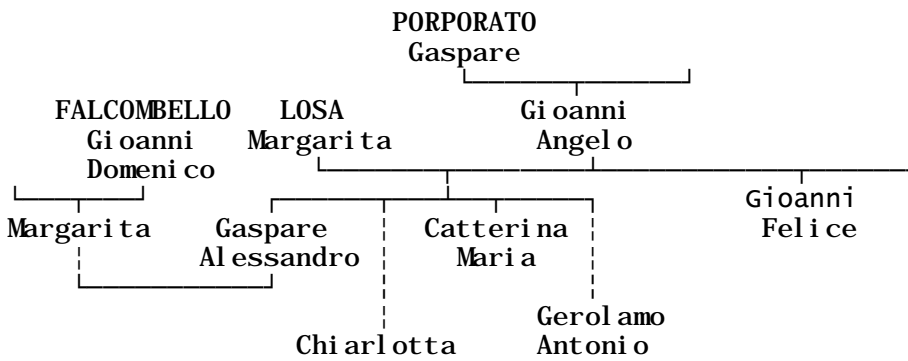 PORPORATO
Gaspare
FALCOMBELLO LOSA Gioanni
Gioanni Margarita Angelo
Domenico
Gioanni
Margarita Gaspare Catterina Felice
Alessandro Maria
Gerolamo
Chiarlotta Antonio